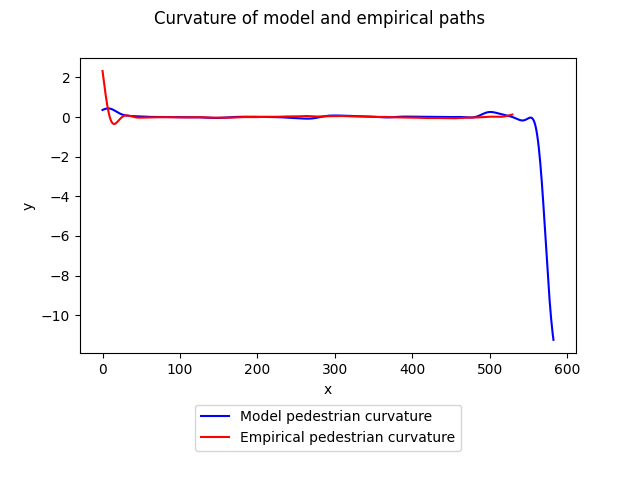 Curvature of model and empirical paths
2
0
−2
−4
−6
−8
−10
y
0 100 200 300 400 500 600
x
Model pedestrian curvature
Empirical pedestrian curvature